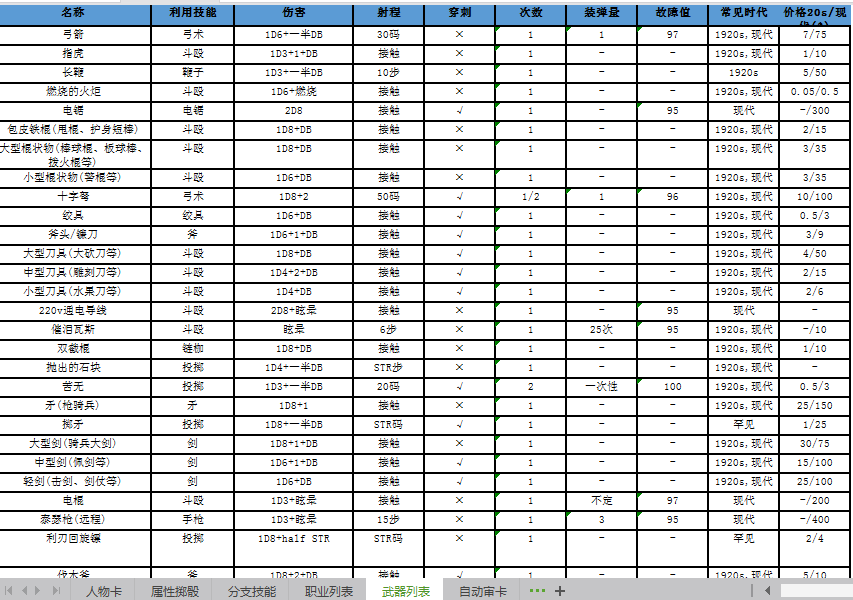 名称 利用技能 伤害 射程 穿刺 次数 装弹量 故障值 常见时代 价格20s/现
弓箭 弓术 1D6+一半DB 30码 × 1 1 97 1920s,现代 7/75
指虎 斗殴 1D3+1+DB 接触 × 1 - - 1920s,现代 1/10
长鞭 鞭子 1D3+一半DB 10步 × 1 - - 1920s 5/50
燃烧的火炬 斗殴 1D6+燃烧 接触 × 1 - - 1920s,现代 0.05/0.5
电锯 电锯 2D8 接触 √ 1 - 95 现代 -/300
包皮铁棍(甩棍、护身短棒) 斗殴 1D8+DB 接触 × 1 - - 1920s,现代 2/15
大型棍状物(棒球棍、板球棒、 斗殴 1D8+DB 接触 × 1 - - 1920s,现代 3/35
拨火棍等)
小型棍状物(警棍等) 斗殴 1D6+DB 接触 × 1 - - 1920s,现代 3/35
十字弩 弓术 1D8+2 50码 √ 1/2 1 96 1920s,现代 10/100
绞具 绞具 1D6+DB 接触 √ 1 - - 1920s,现代 0.5/3
斧头/镰刀 斧 1D6+1+DB 接触 √ 1 - - 1920s,现代 3/9
大型刀具(大砍刀等) 斗殴 1D8+DB 接触 √ 1 - - 1920s,现代 4/50
中型刀具(雕刻刀等) 斗殴 1D4+2+DB 接触 √ 1 - - 1920s,现代 2/15
小型刀具(水果刀等) 斗殴 1D4+DB 接触 √ 1 - - 1920s,现代 2/6
220v通电导线 斗殴 2D8+眩晕 接触 × 1 - 95 现代 -
催泪瓦斯 斗殴 眩晕 6步 × 1 25次 95 1920s,现代 -/10
双截棍 链枷 1D8+DB 接触 × 1 - - 1920s,现代 1/10
抛出的石块 投掷 1D4+一半DB STR步 × 1 - - 1920s,现代 -
苦无 投掷 1D3+一半DB 20码 √ 2 一次性 100 1920s,现代 0.5/3
矛(枪骑兵) 矛 1D8+1 接触 × 1 - - 1920s,现代 25/150
掷矛 投掷 1D8+一半DB STR码 √ 1 - - 罕见 1/25
大型剑(骑兵大剑) 剑 1D8+1+DB 接触 × 1 - - 1920s,现代 30/75
中型剑(佩剑等) 剑 1D6+1+DB 接触 √ 1 - - 1920s,现代 15/100
轻剑(击剑、剑仗等) 剑 1D6+DB 接触 √ 1 - - 1920s,现代 25/100
电棍 斗殴 1D3+眩晕 接触 × 1 不定 97 现代 -/200
泰瑟枪(远程) 手枪 1D3+眩晕 15步 × 1 3 95 现代 -/400
利刃回旋镖 投掷 1D8+half STR STR码 × 1 - - 罕见 2/4
伐木斧 斧 1D8+2+DB 接触 √ 1 - - 1920s,现代 5/10
人物卡 属性掷骰 分支技能 职业列表 武器列表 自动审卡